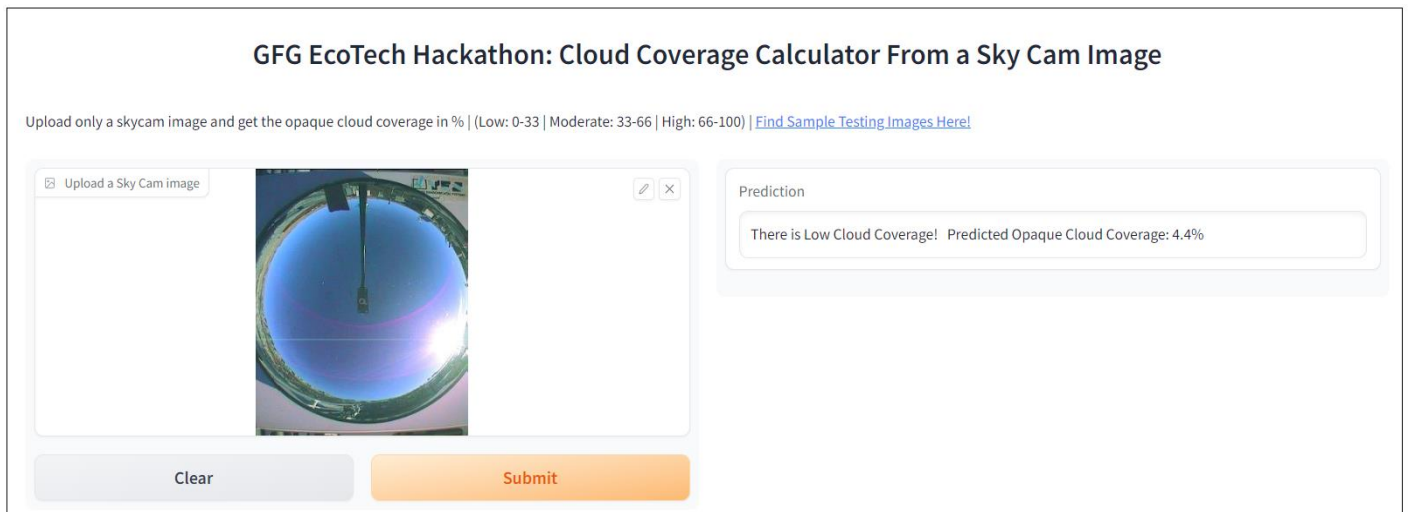 GFG EcoTech Hackathon: Cloud Coverage Calculator From a Sky Cam Image
Upload only a skycam image and get the opaque cloud coverage in % | (Low: 0-33 | Moderate: 33-66 | High: 66-100) | Find Sample Testing Images Here!
Upload a Sky Cam image
Prediction
There is Low Cloud Coverage! Predicted Opaque Cloud Coverage: 4.4%
Clear
Submit